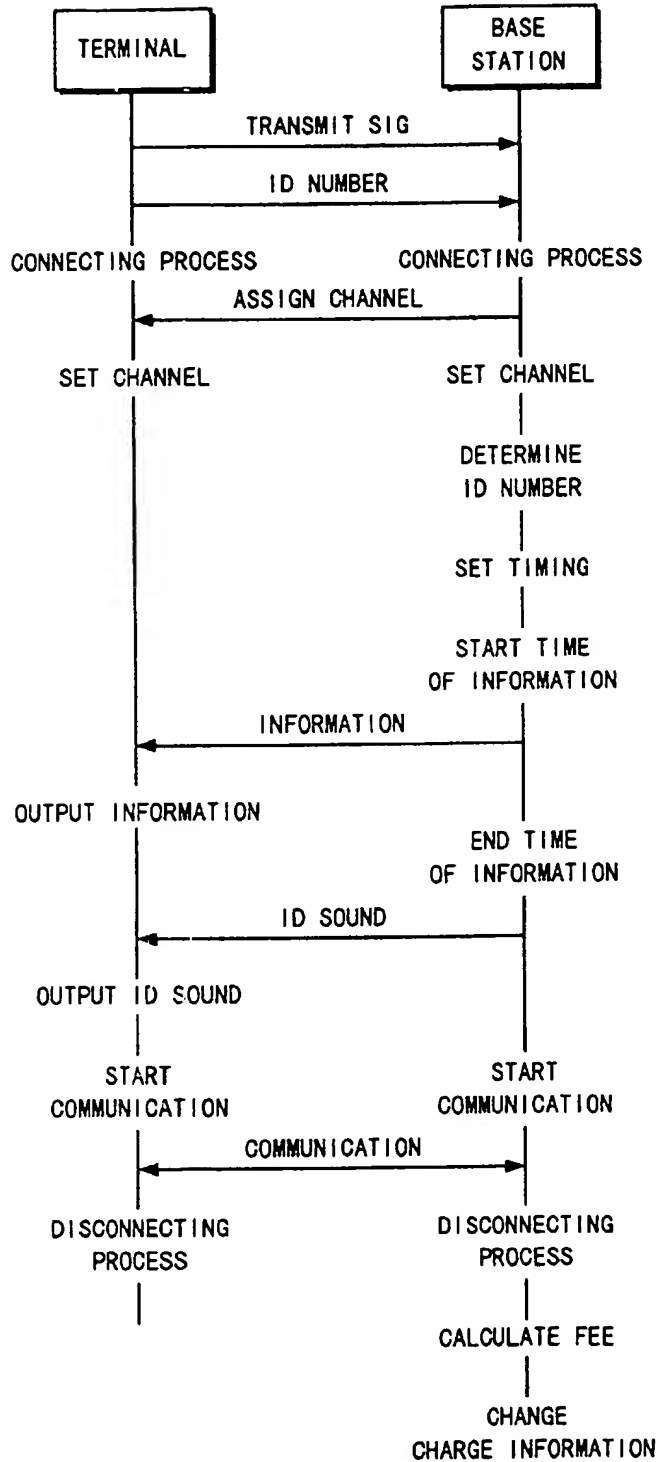 TERMINAL
BASE
STATION
TRANSMIT SIG
ID NUMBER
CONNECTING PROCESS
CONNECTING PROCESS
ASSIGN CHANNEL
SET CHANNEL
SET CHANNEL
DETERMINE
ID NUMBER
SET TIMING
START TIME
OF INFORMATION
INFORMATION
OUTPUT INFORMATION
END TIME
OF INFORMATION
ID SOUND
OUTPUT ID SOUND
START
COMMUNICATION
START
COMMUNICATION
COMMUNICATION
DISCONNECTING
PROCESS
DISCONNECTING
PROCESS
CALCULATE FEE
CHANGE
CHARGE INFORMATION